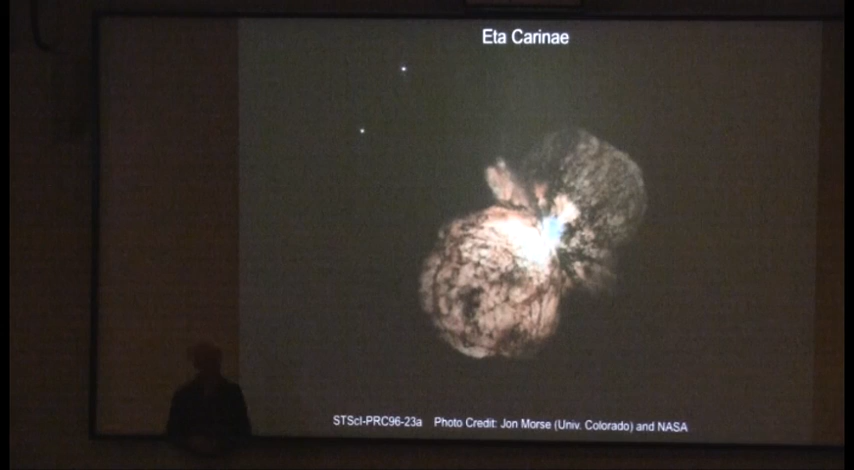 Eta Carinae
STScI-PRC96-23a Photo Credit: Jon Morse (Univ. Colorado) and NASA